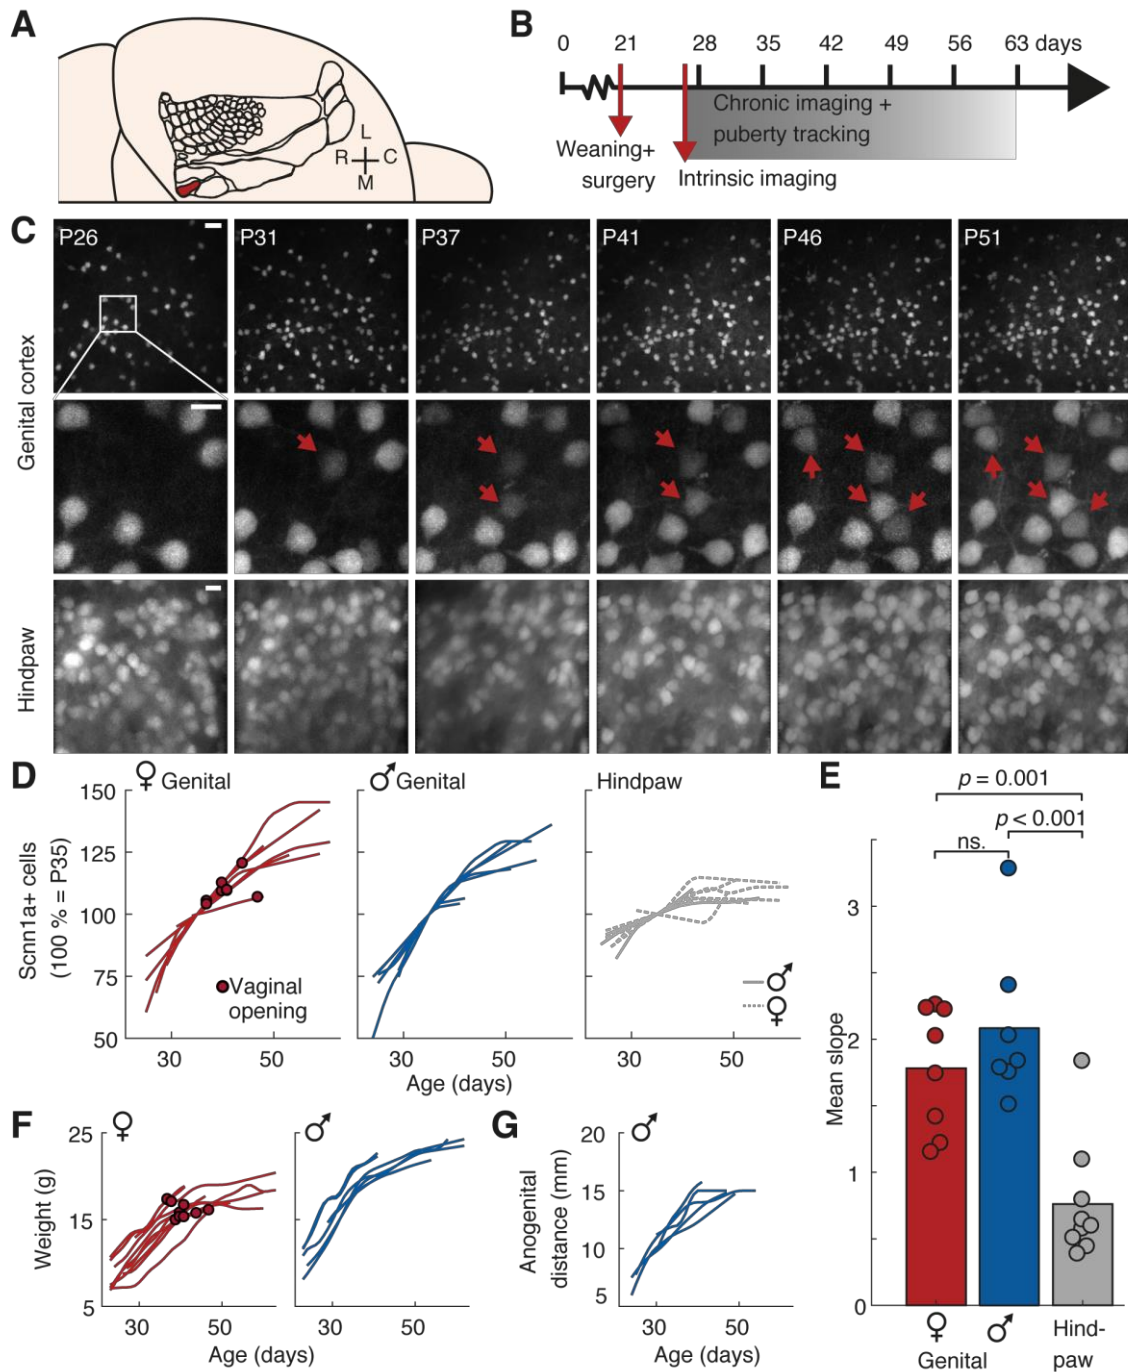 A
L
R
C
M
B
0 21 28 35 42 49 56 63 days
Chronic imaging +
puberty tracking
Weaning+
surgery
Intrinsic imaging
C
P26 P31 P37 P41 P46 P51
Genital cortex
Hindpaw
D
♀ Genital
♂ Genital
Hindpaw
Scnn1a+ cells
(100 % = P35)
150
125
100
75
50
Vaginal
opening
♂
♀
30 50 30 50 30 50
Age (days)
E
p = 0.001
p < 0.001
ns.
Mean slope
3
2
1
0
♀ ♂ Hind-
Genital paw
F
♀
♂
Weight (g)
25
15
5
30 50 30 50
Age (days)
G
♂
Anogenital
distance (mm)
20
15
10
5
30 50
Age (days)